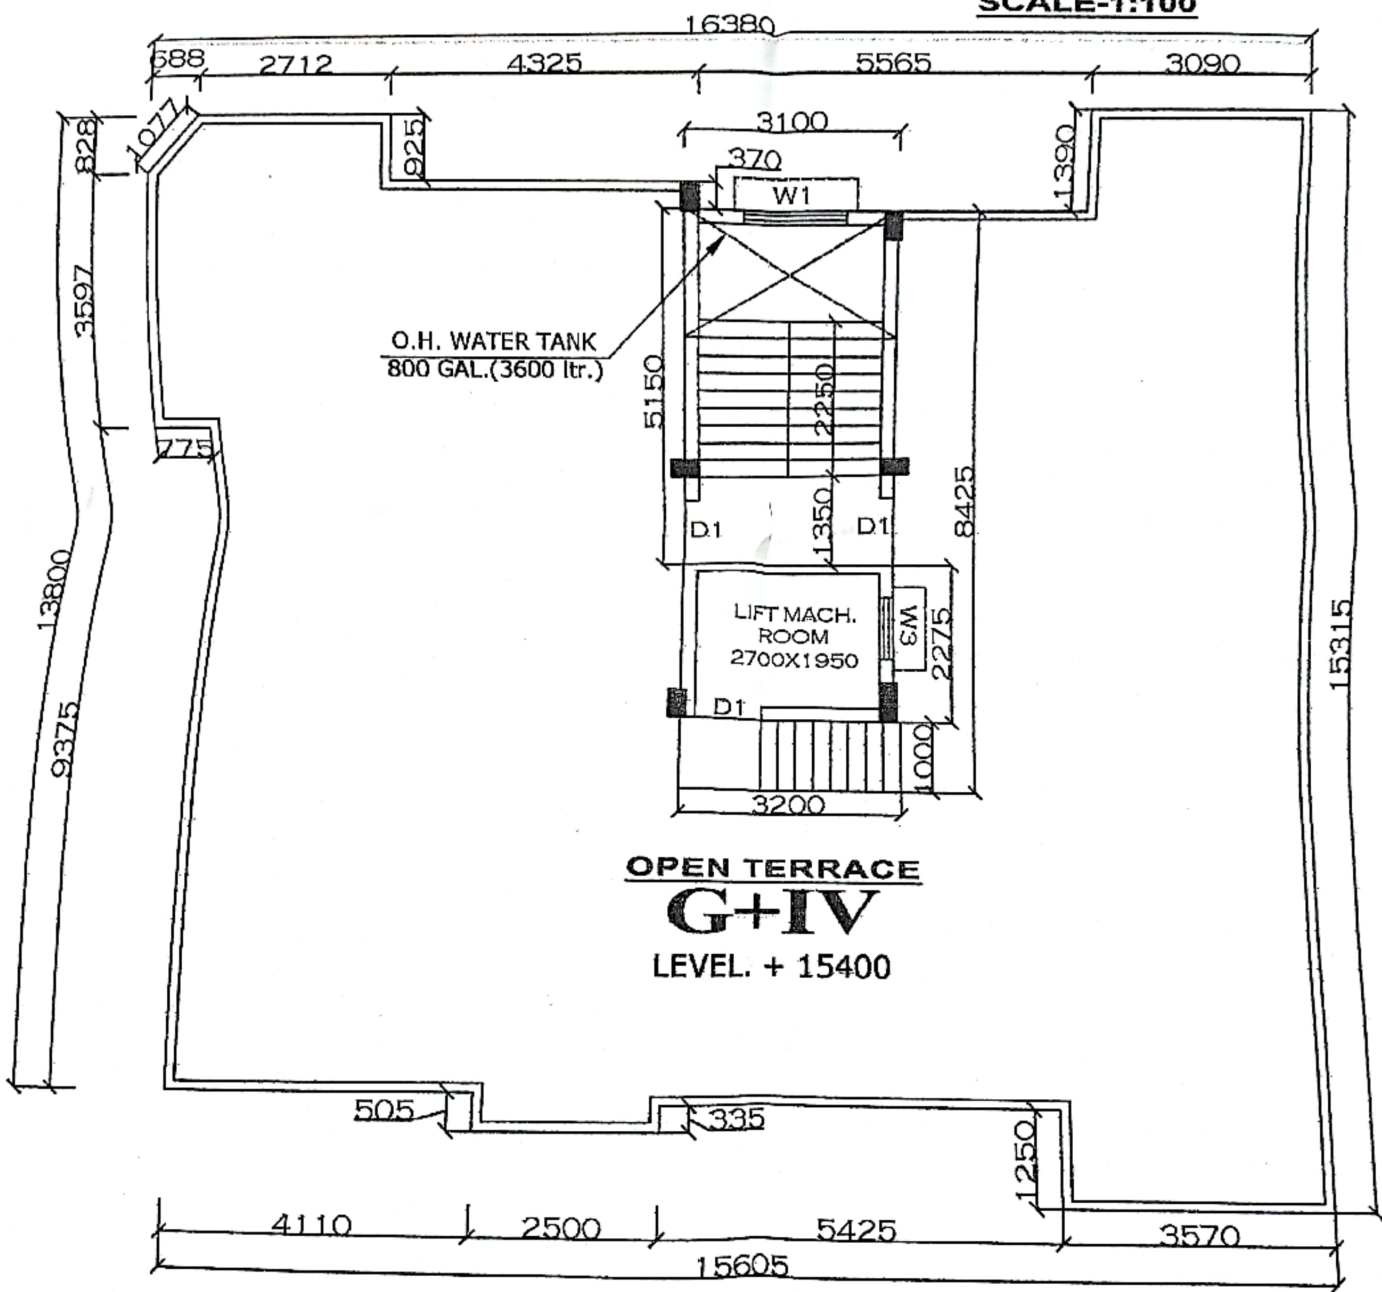 SCALE-1:100
16380
688 2712 4325 5565 3090
1077
828
925
3100
370
1390
W1
3597
O.H. WATER TANK
800 GAL.(3600 ltr.)
5150
2250
775
8425
D1
1350
D1
13800
LIFT MACH.
ROOM
2700X1950
W3
2275
15315
9375
D1
1000
3200
OPEN TERRACE
G+IV
LEVEL. + 15400
505
335
1250
4110 2500 5425 3570
15605